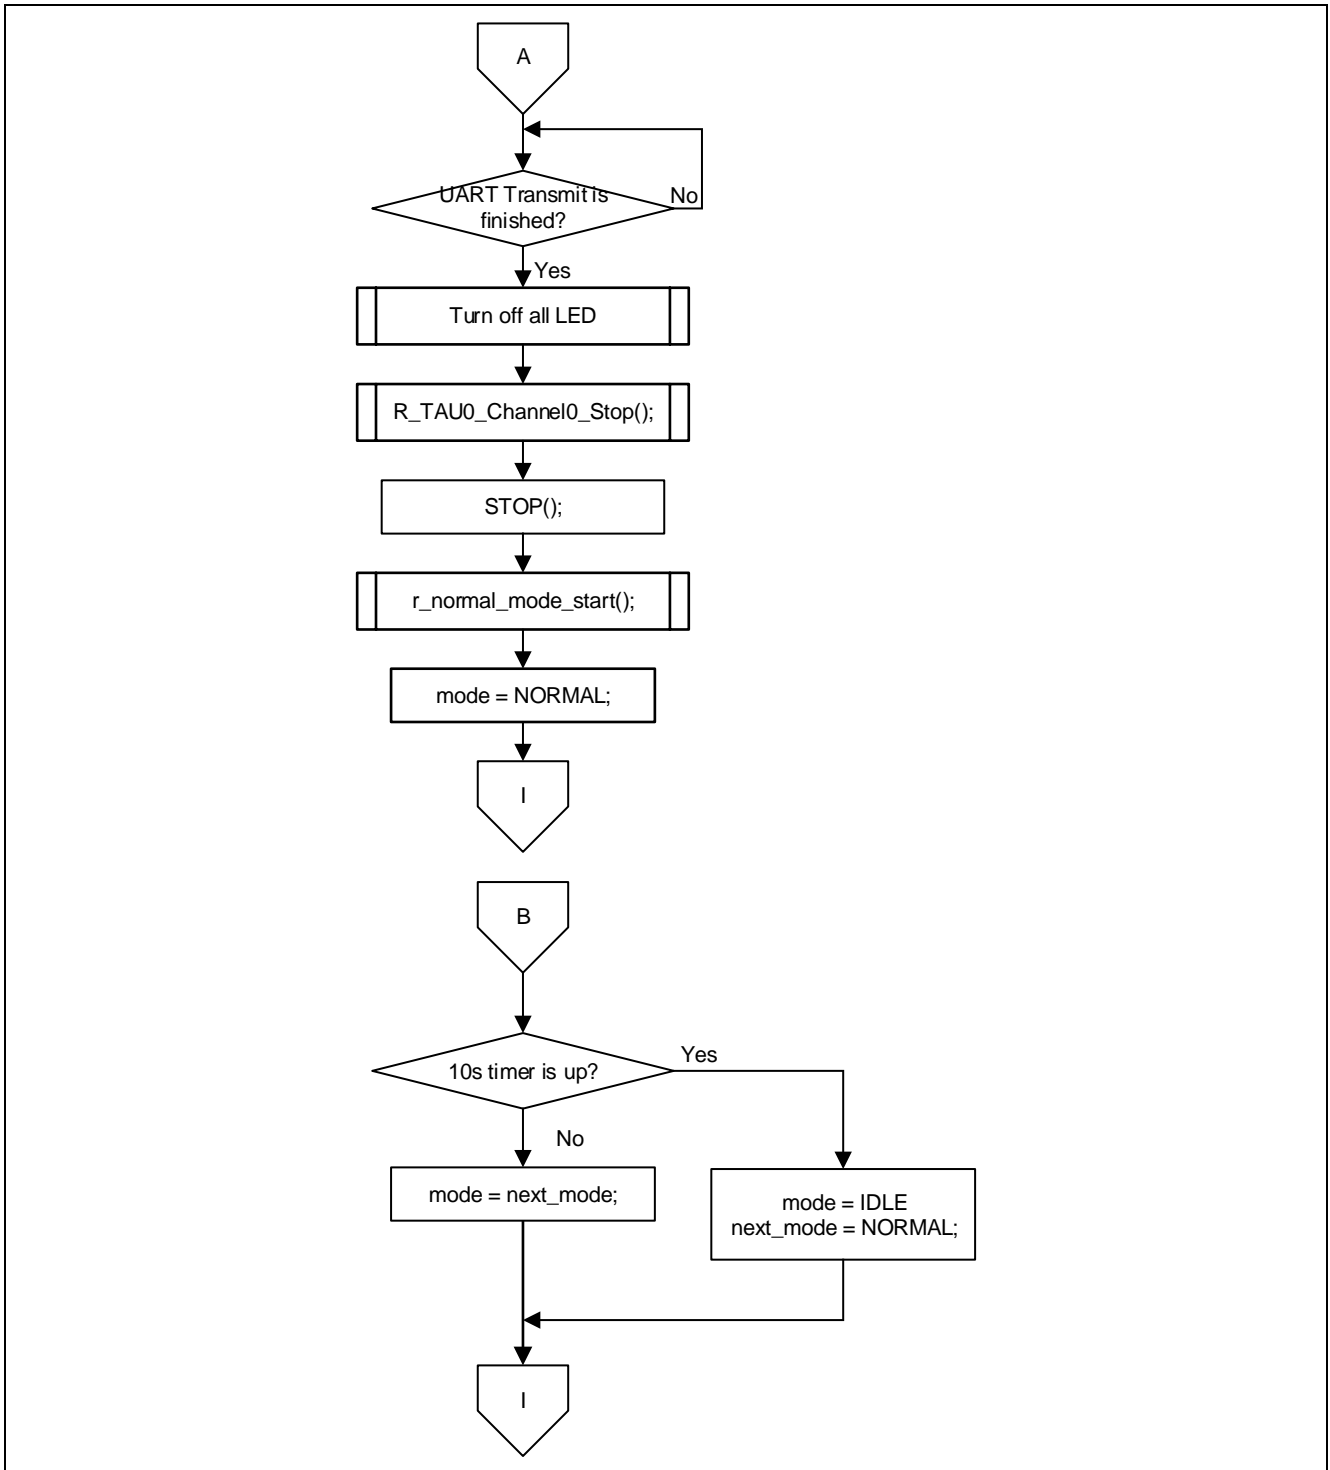 A
UART Transmit is
finished?
No
Yes
Turn off all LED
R_TAU0_Channel0_Stop();
STOP();
r_normal_mode_start();
mode = NORMAL;
I
B
10s timer is up?
Yes
No
mode = next_mode;
mode = IDLE
next_mode = NORMAL;
I